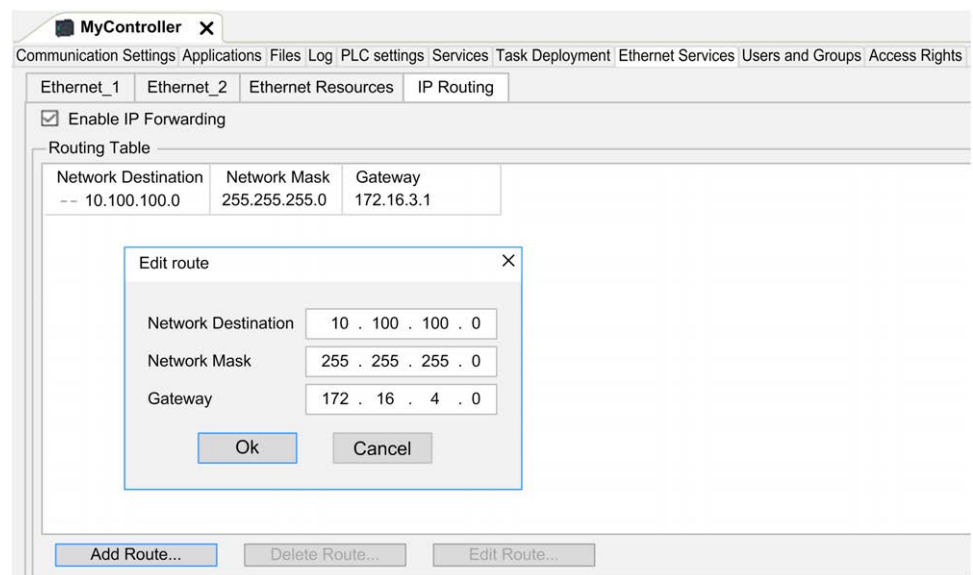 MyController X
Communication Settings Applications Files Log PLC settings Services Task Deployment Ethernet Services Users and Groups Access Rights
Ethernet_1 Ethernet_2 Ethernet Resources IP Routing
Enable IP Forwarding
Routing Table
Network Destination Network Mask Gateway
-- 10.100.100.0 255.255.255.0 172.16.3.1
Edit route X
Network Destination 10 . 100 . 100 . 0
Network Mask 255 . 255 . 255 . 0
Gateway 172 . 16 . 4 . 0
Ok Cancel
Add Route... Delete Route... Edit Route...